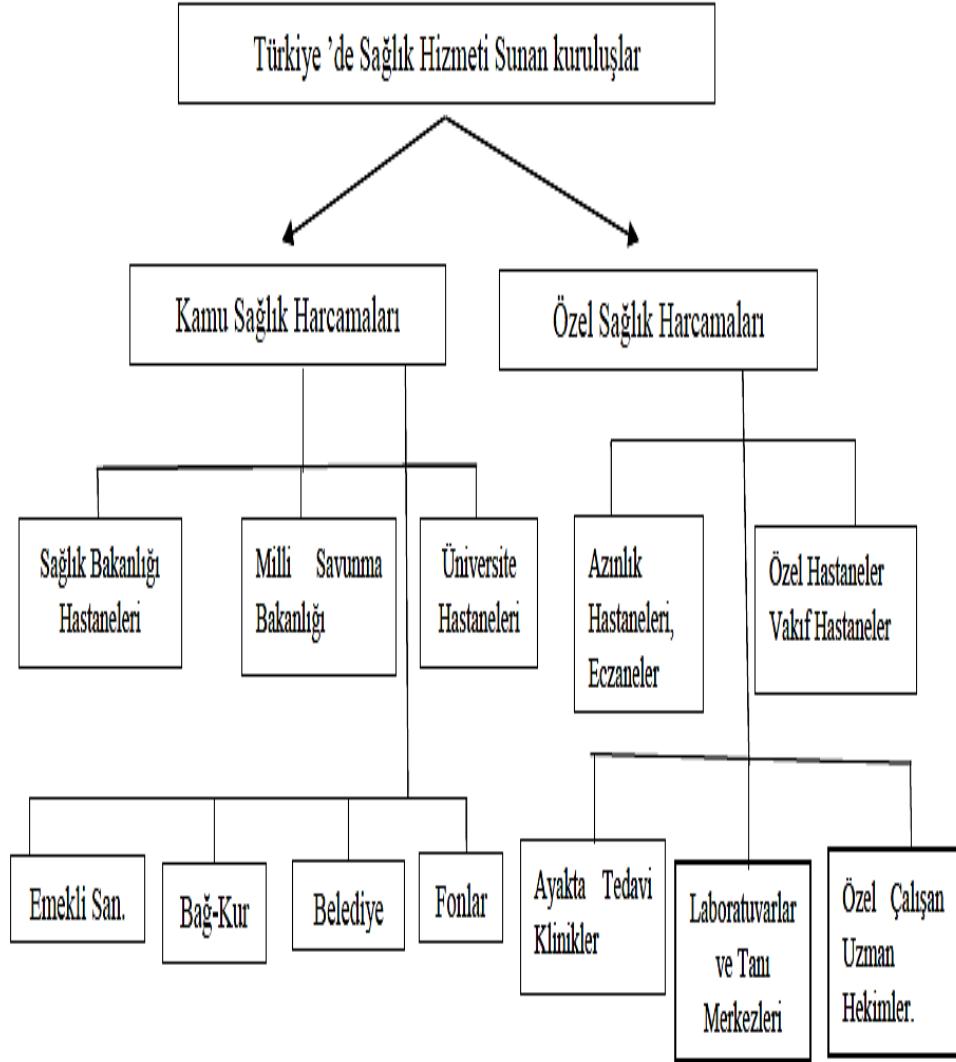 Türkiye ’de Sağlık Hizmeti Sunan kuruluşlar
Kamu Sağlık Harcamaları
Özel Sağlık Harcamaları
Sağlık Bakanlığı
Hastaneleri
Milli Savunma
Bakanlığı
Üniversite
Hastaneleri
Azınlık
Hastaneleri,
Eczaneler
Özel Hastaneler
Vakıf Hastaneler
Emekli San.
Bağ-Kur
Belediye
Fonlar
Ayakta Tedavi
Klinikler
Laboratuvarlar
ve Tanı
Merkezleri
Özel Çalışan
Uzman
Hekimler.